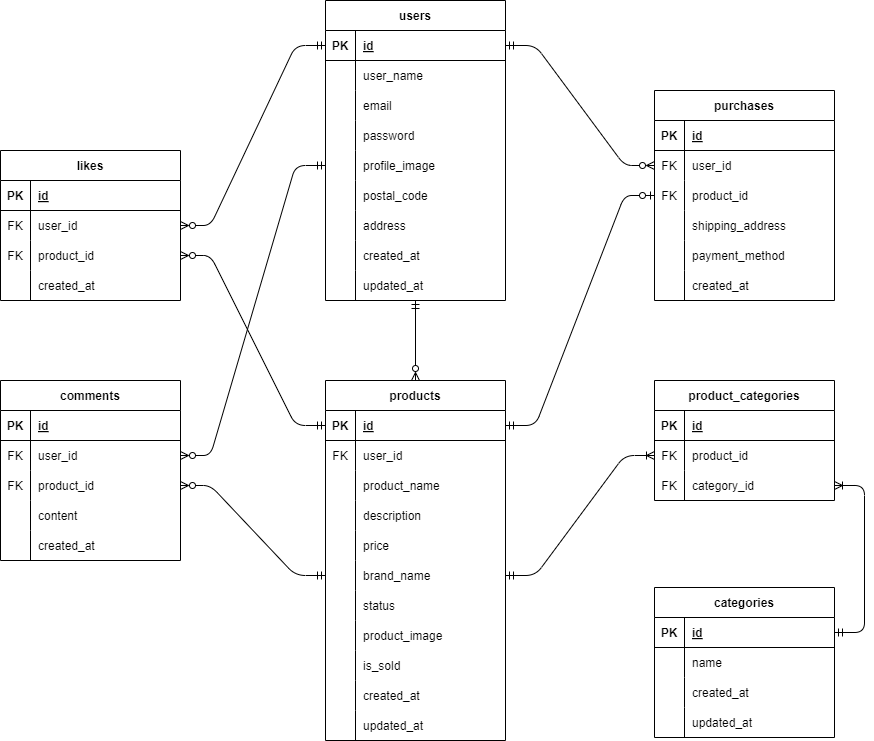 users
PK id
user_name
email
password
profile_image
postal_code
address
created_at
updated_at
purchases
PK id
FK user_id
FK product_id
shipping_address
payment_method
created_at
likes
PK id
FK user_id
FK product_id
created_at
comments
PK id
FK user_id
FK product_id
content
created_at
products
PK id
FK user_id
product_name
description
price
brand_name
status
product_image
is_sold
created_at
updated_at
product_categories
PK id
FK product_id
FK category_id
categories
PK id
name
created_at
updated_at